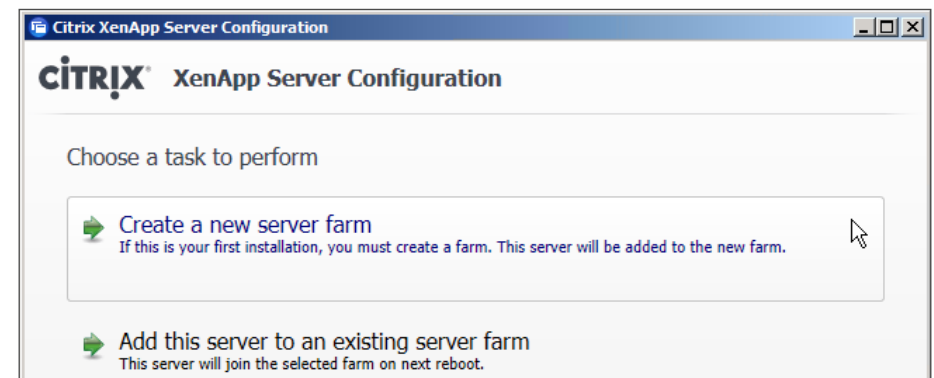 Citrix XenApp Server Configuration
CITRIX XenApp Server Configuration
Choose a task to perform
Create a new server farm
If this is your first installation, you must create a farm. This server will be added to the new farm.
Add this server to an existing server farm
This server will join the selected farm on next reboot.